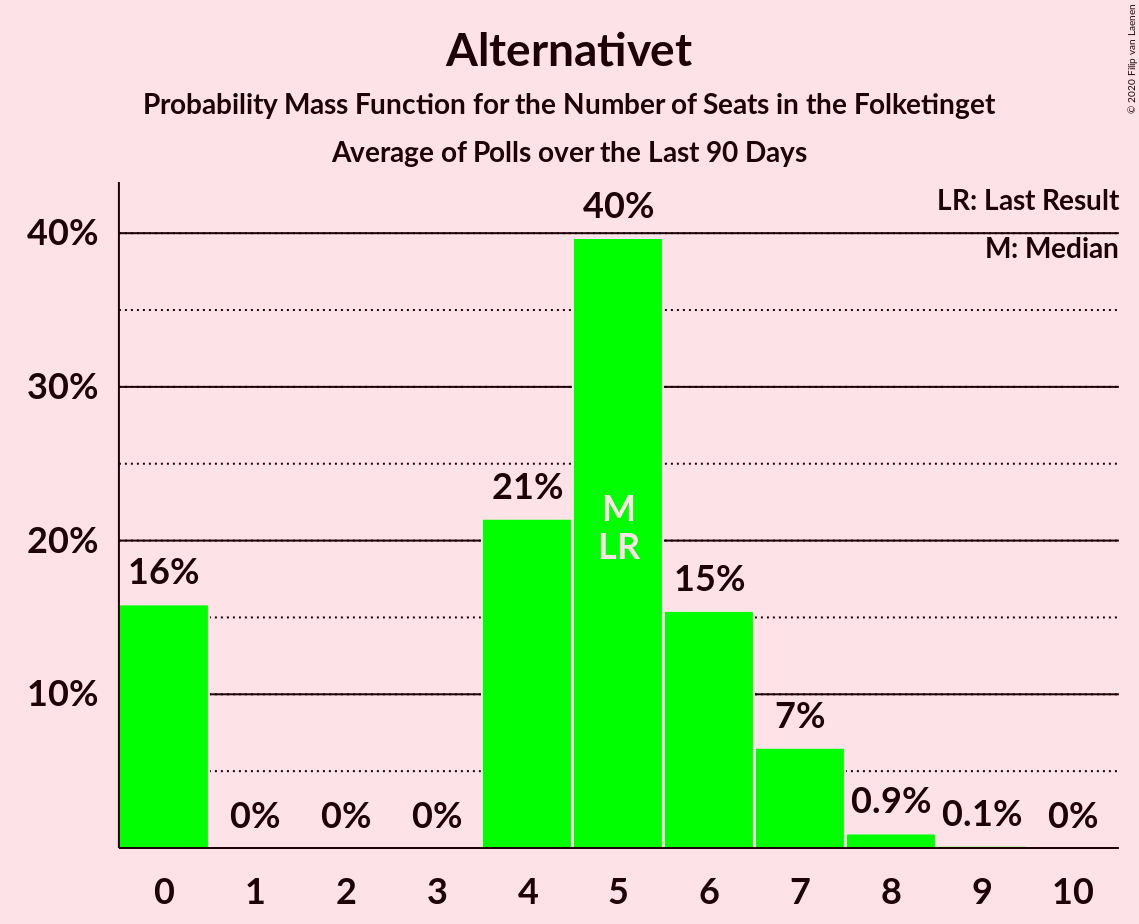 Alternativet
Probability Mass Function for the Number of Seats in the Folketinget
Average of Polls over the Last 90 Days
© 2020 Filip van Laenen
LR: Last Result
M: Median
40%
30%
20%
10%
16%
0%
0%
0%
21%
40%
M
LR
15%
7%
0.9%
0.1%
0%
0 1 2 3 4 5 6 7 8 9 10